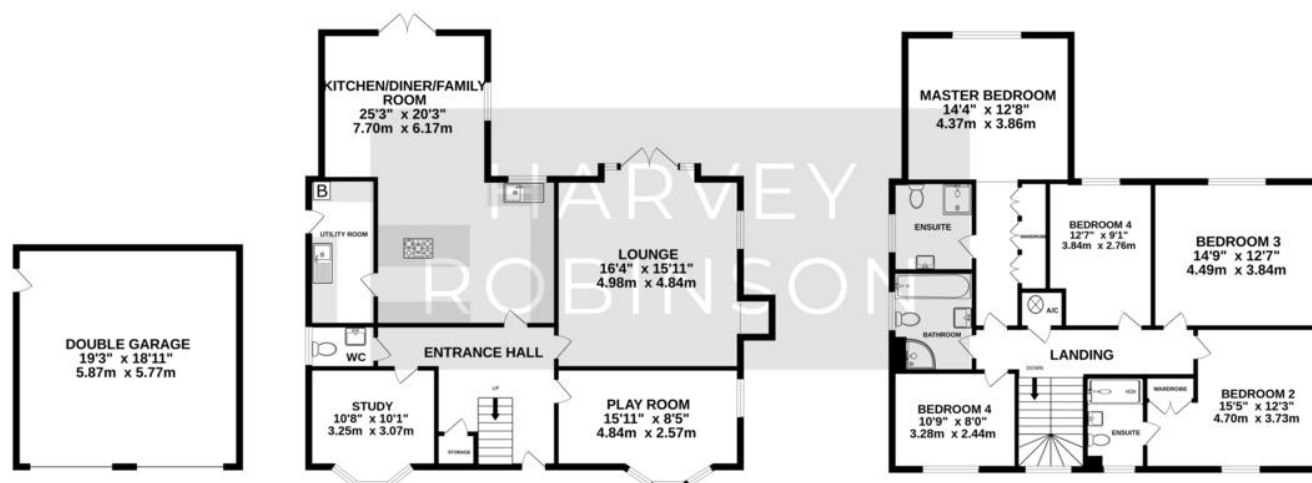 DOUBLE GARAGE
19'3" x 18'11"
5.87m x 5.77m
KITCHEN/DINER/FAMILY
ROOM
25'3" x 20'3"
7.70m x 6.17m
B
UTILITY ROOM
WC
ENTRANCE HALL
LOUNGE
16'4" x 15'11"
4.98m x 4.84m
STUDY
10'8" x 10'1"
3.25m x 3.07m
STORAGE
UP
PLAY ROOM
15'11" x 8'5"
4.84m x 2.57m
HARVEY
ROBINSON
MASTER BEDROOM
14'4" x 12'8"
4.37m x 3.86m
ENSUITE
WARDROBE
BEDROOM 4
12'7" x 9'1"
3.84m x 2.76m
BEDROOM 3
14'9" x 12'7"
4.49m x 3.84m
BATHROOM
A/C
LANDING
DOWN
BEDROOM 4
10'9" x 8'0"
3.28m x 2.44m
ENSUITE
WARDROBE
BEDROOM 2
15'5" x 12'3"
4.70m x 3.73m